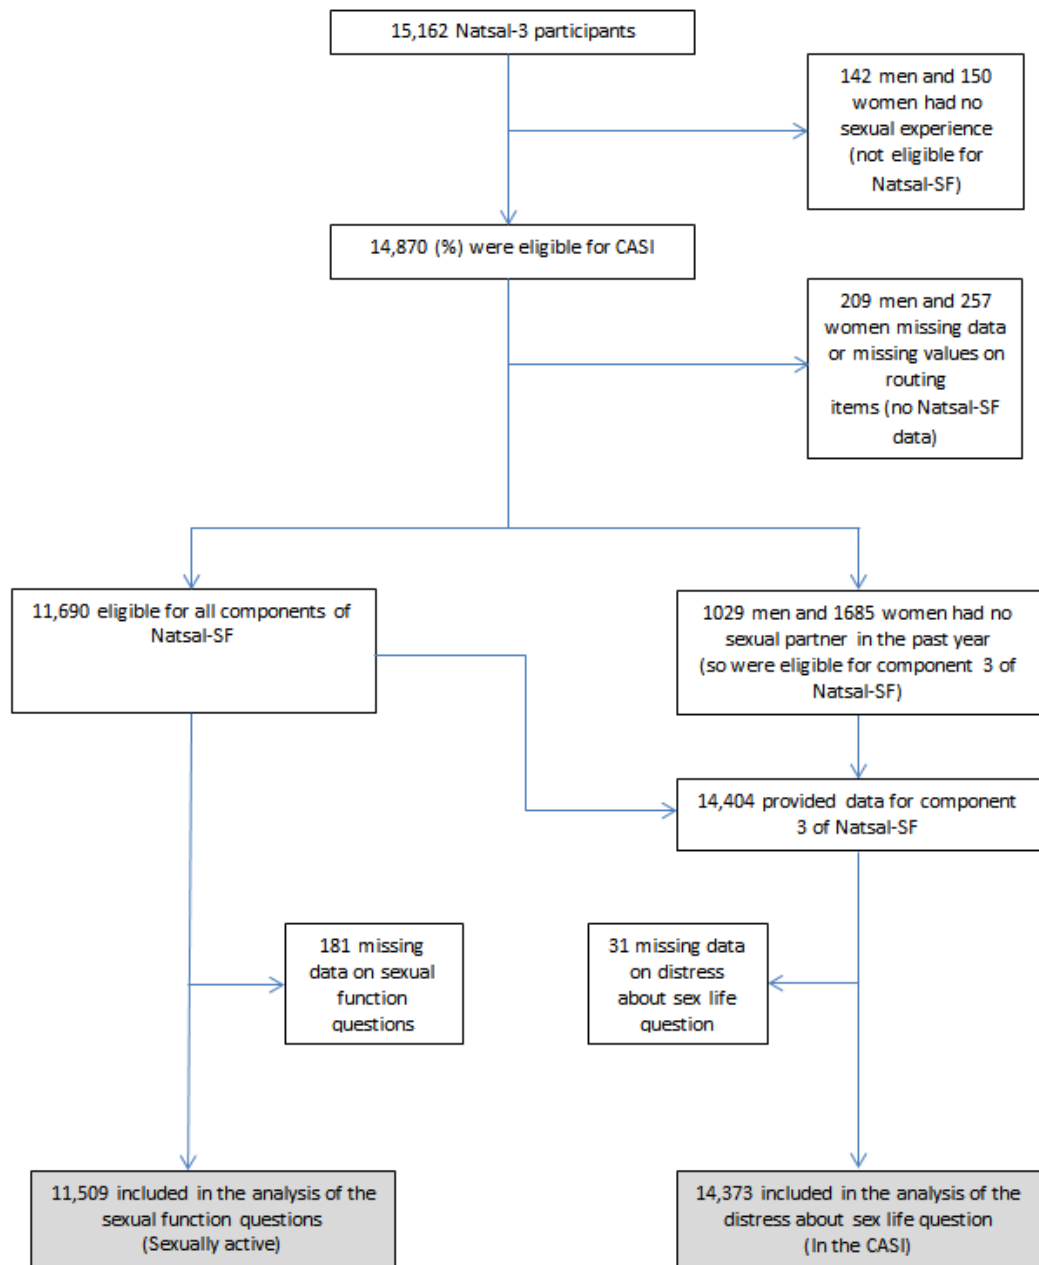 15,162 Natsal-3 participants
142 men and 150
women had no
sexual experience
(not eligible for
Natsal-SF)
14,870 (%) were eligible for CASI
209 men and 257
women missing data
or missing values on
routing
items (no Natsal-SF
data)
11,690 eligible for all components of
Natsal-SF
1029 men and 1685 women had no
sexual partner in the past year
(so were eligible for component 3 of
Natsal-SF)
14,404 provided data for component
3 of Natsal-SF
181 missing
data on sexual
function
questions
31 missing data
on distress
about sex life
question
11,509 included in the analysis of the
sexual function questions
(Sexually active)
14,373 included in the analysis of the
distress about sex life question
(In the CASI)